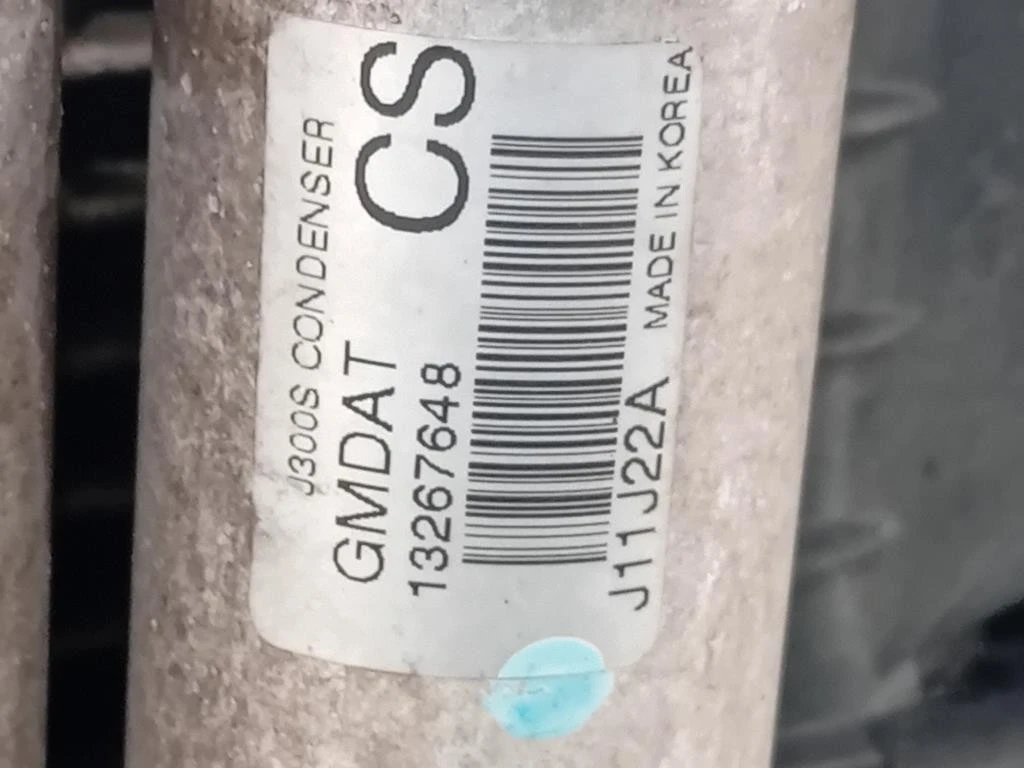 J300S CONDENSER
GMDAT CS
13267648
J11J22A MADE IN KOREA